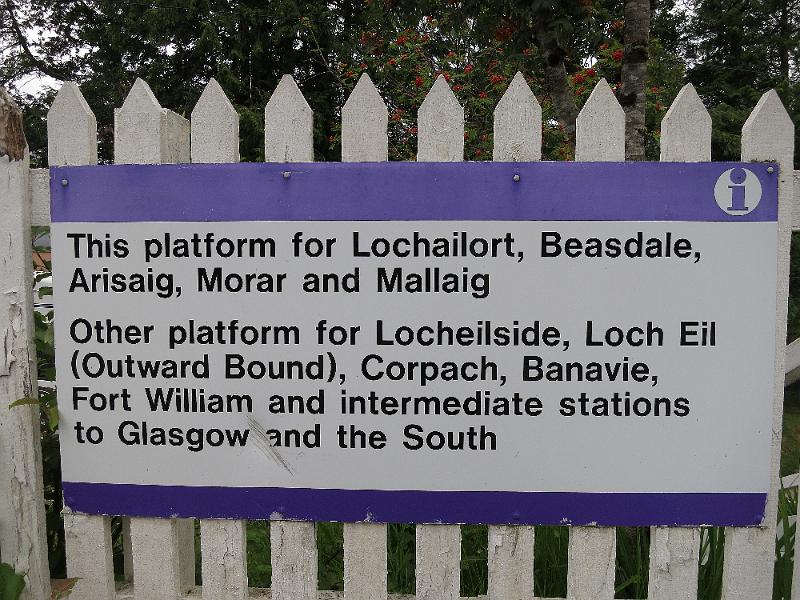 i
This platform for Lochailort, Beasdale,
Arisaig, Morar and Mallaig
Other platform for Locheilside, Loch Eil
(Outward Bound), Corpach, Banavie,
Fort William and intermediate stations
to Glasgow and the South